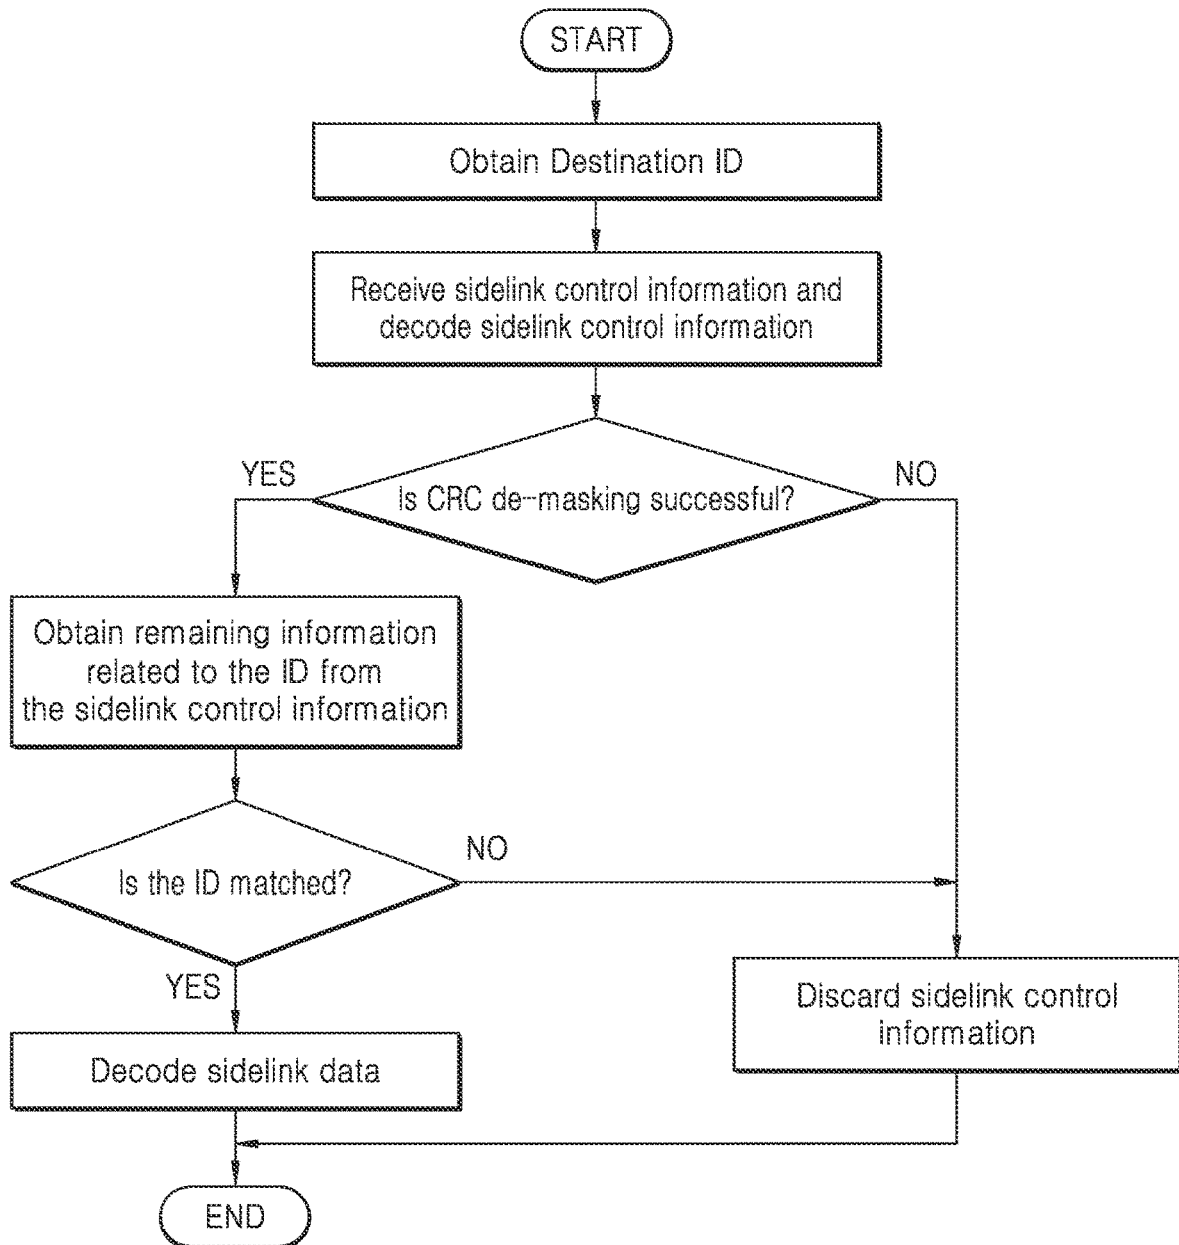 START
Obtain Destination ID
Receive sidelink control information and
decode sidelink control information
YES
NO
Is CRC de-masking successful?
Obtain remaining information
related to the ID from
the sidelink control information
NO
Is the ID matched?
YES
Discard sidelink control
information
Decode sidelink data
END